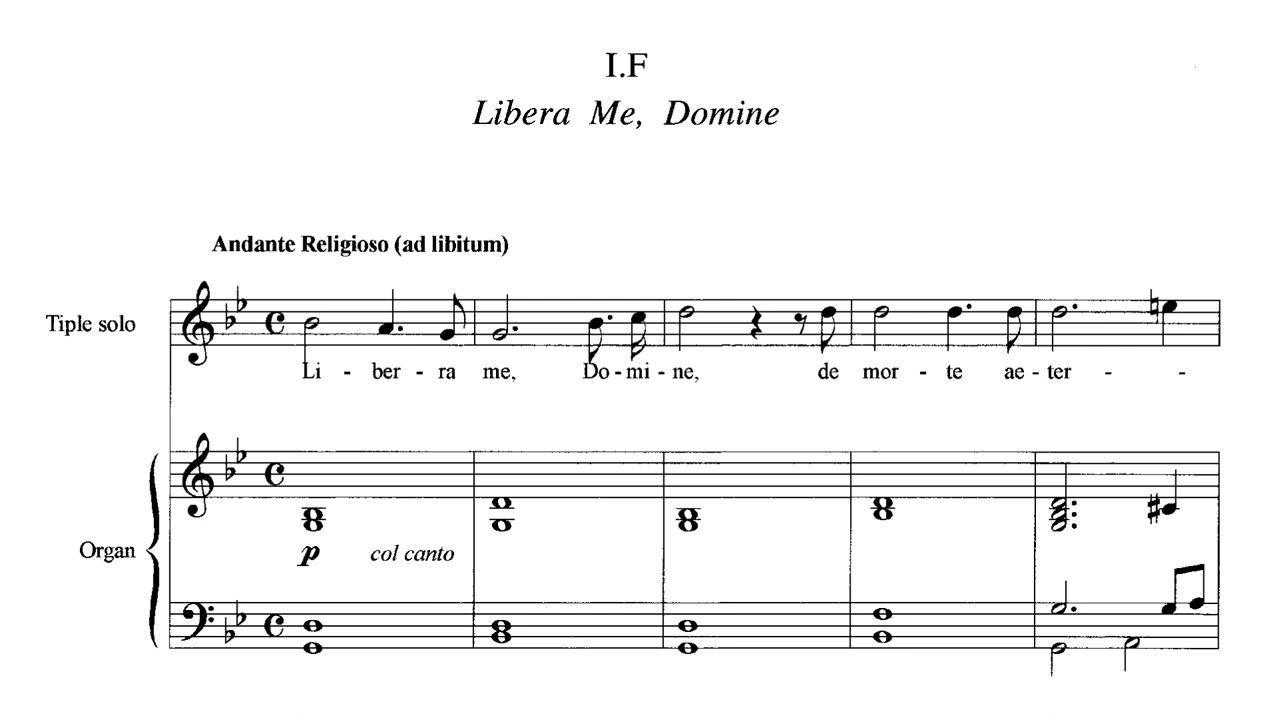 I.F
Libera Me, Domine
Andante Religioso (ad libitum)
Tiple solo
Li - ber - ra me, Do - mi - ne, de mor - te ae - ter - -
Organ
p col canto